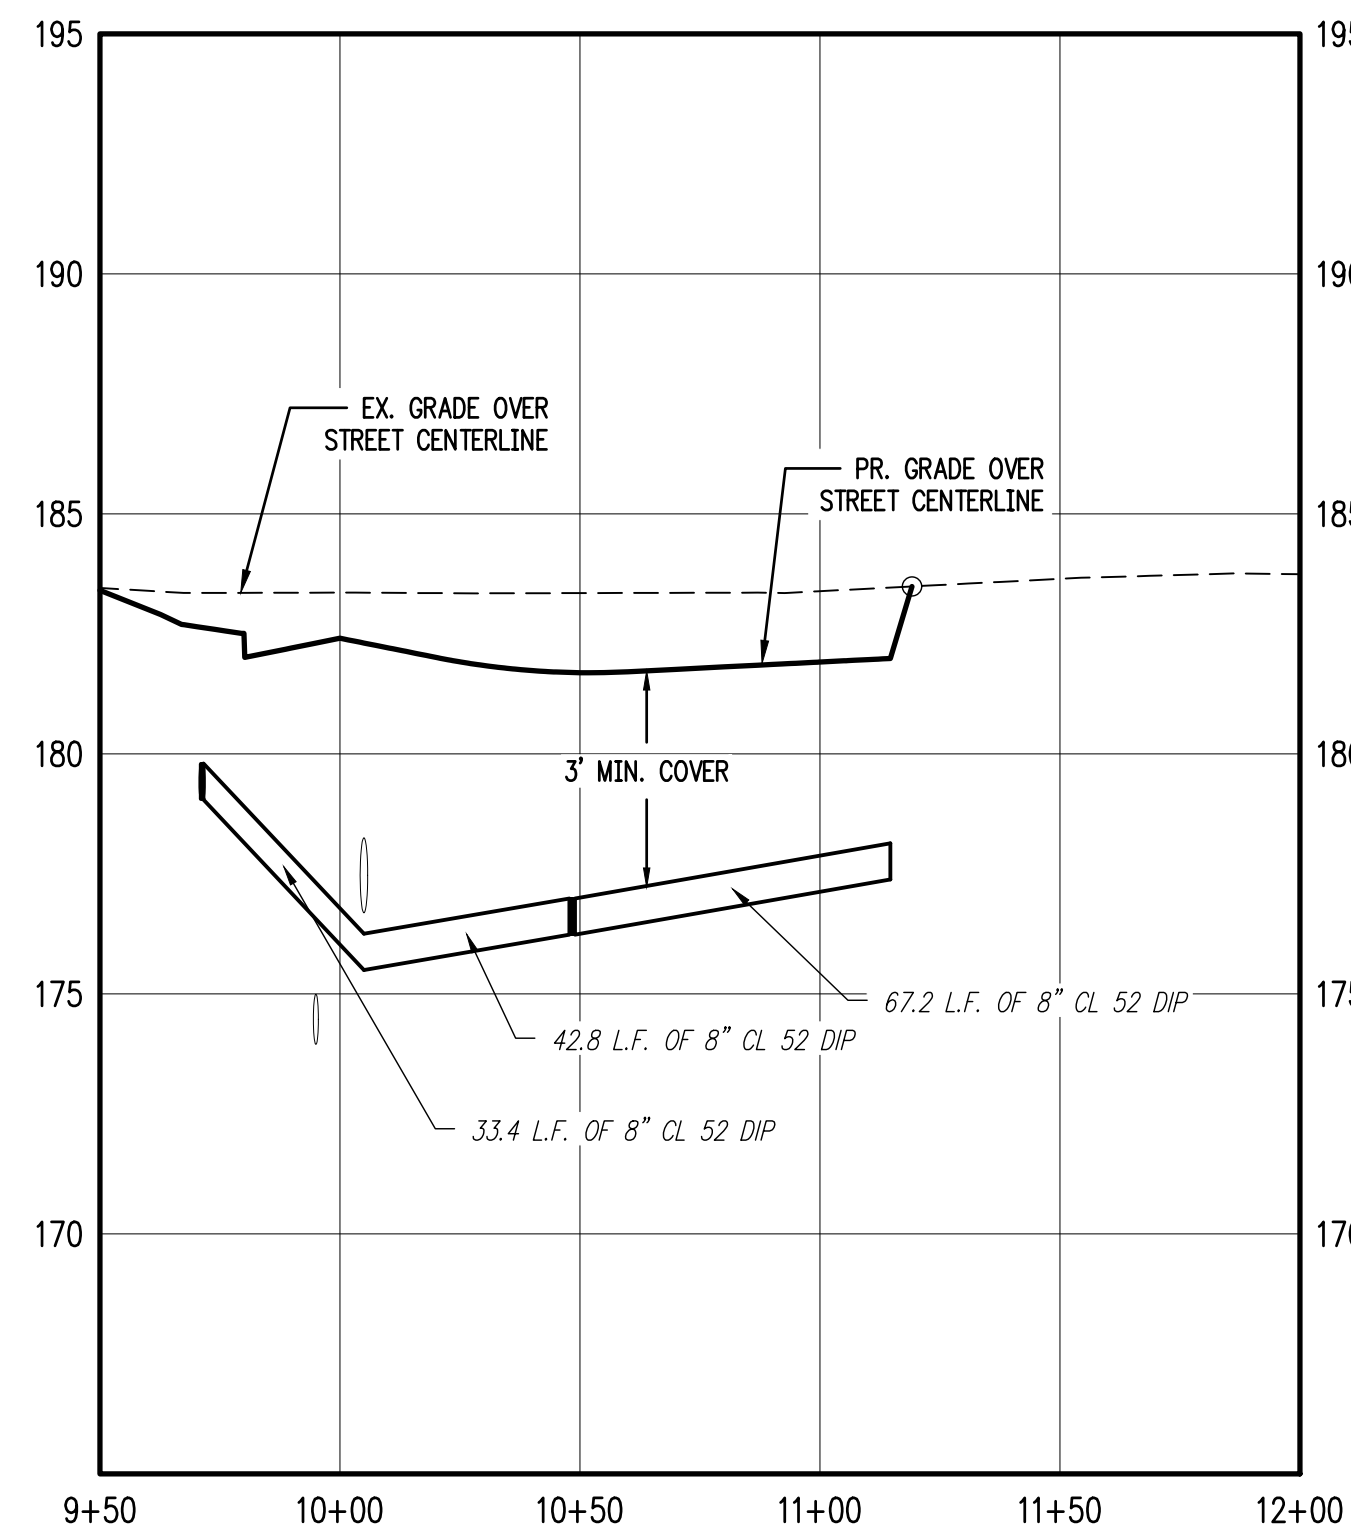 195 195
190 190
EX. GRADE OVER
STREET CENTERLINE
PR. GRADE OVER
STREET CENTERLINE
185 185
180 180
3' MIN. COVER
175 175
67.2 L.F. OF 8" CL 52 DIP
42.8 L.F. OF 8" CL 52 DIP
33.4 L.F. OF 8" CL 52 DIP
170 170
9+50 10+00 10+50 11+00 11+50 12+00